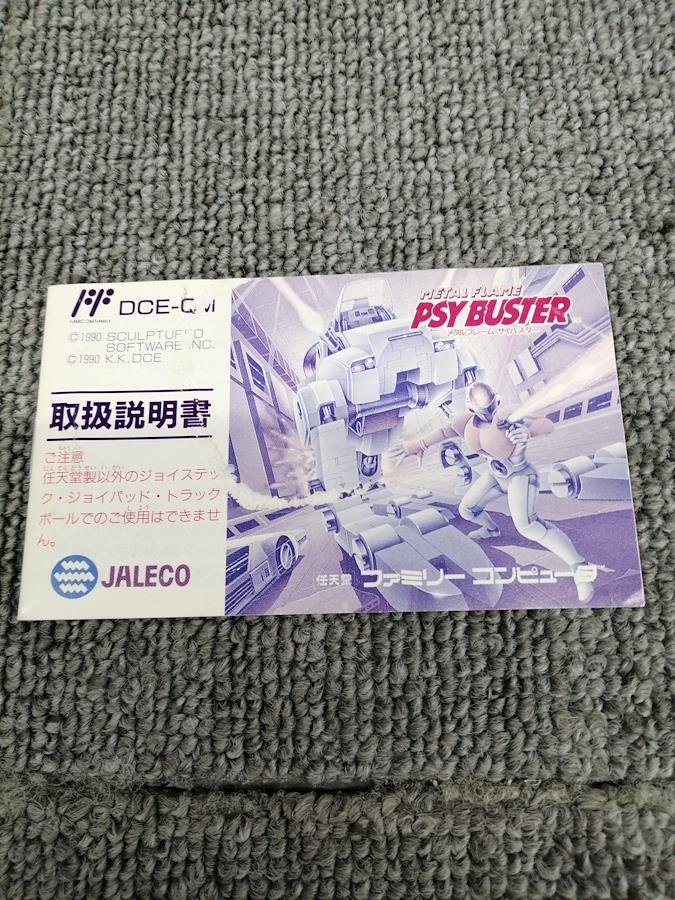 FAMICOM FAMILY
DCE-QM
©1990 SCULPTURED
SOFTWARE INC.
©1990 K.K. DCE
取扱説明書
ご注意
任天堂製以外のジョイスティッ
ク・ジョイパッド・トラック
ボールでのご使用はできませ
ん。
JALECO
METAL FLAME
PSY BUSTER
メタルフレーム サイバスター
任天堂 ファミリー コンピュータ